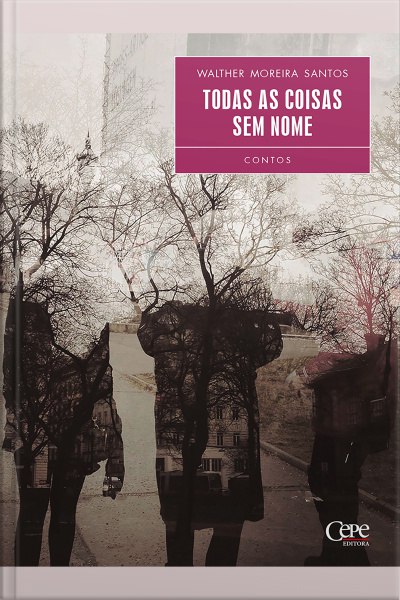 WALTHER MOREIRA SANTOS
TODAS AS COISAS
SEM NOME
CONTOS
CEPE
EDITORA